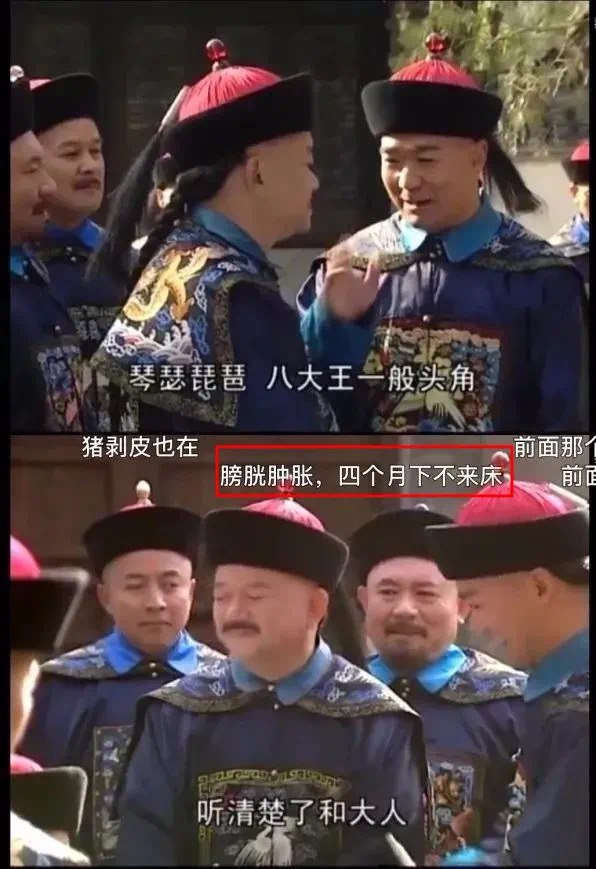 琴瑟琵琶 八大王一般头角
猪剥皮也在
前面那个
膀胱肿胀，四个月下不来床
前面
听清楚了和大人